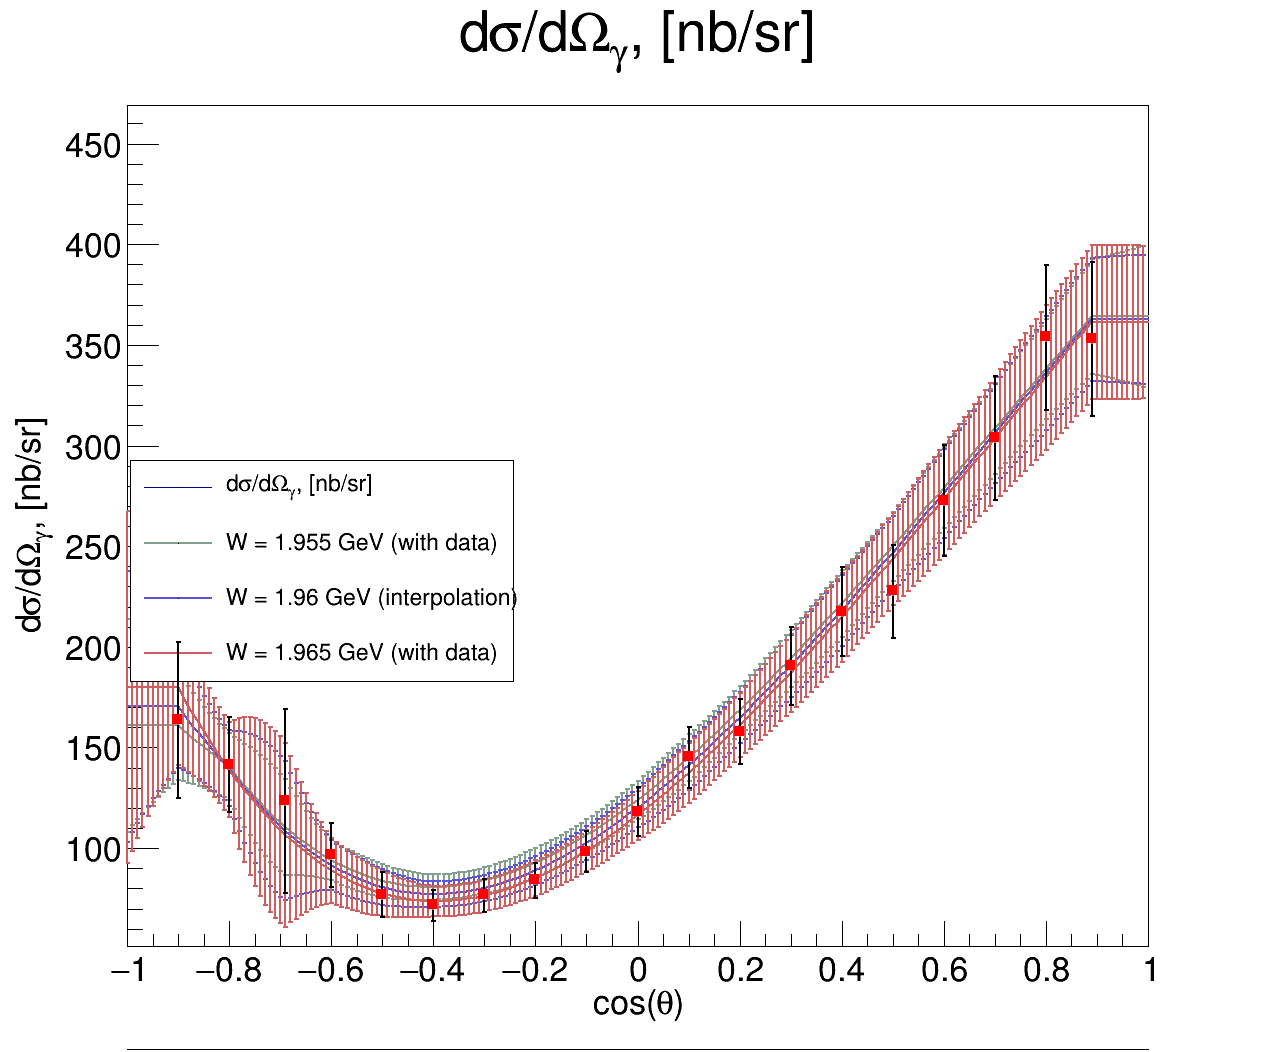 dσ/dΩγ, [nb/sr]
dσ/dΩγ, [nb/sr]
450
400
350
300
250
200
150
100
dσ/dΩγ, [nb/sr]
W = 1.955 GeV (with data)
W = 1.96 GeV (interpolation)
W = 1.965 GeV (with data)
−1 −0.8 −0.6 −0.4 −0.2 0 0.2 0.4 0.6 0.8 1
cos(θ)